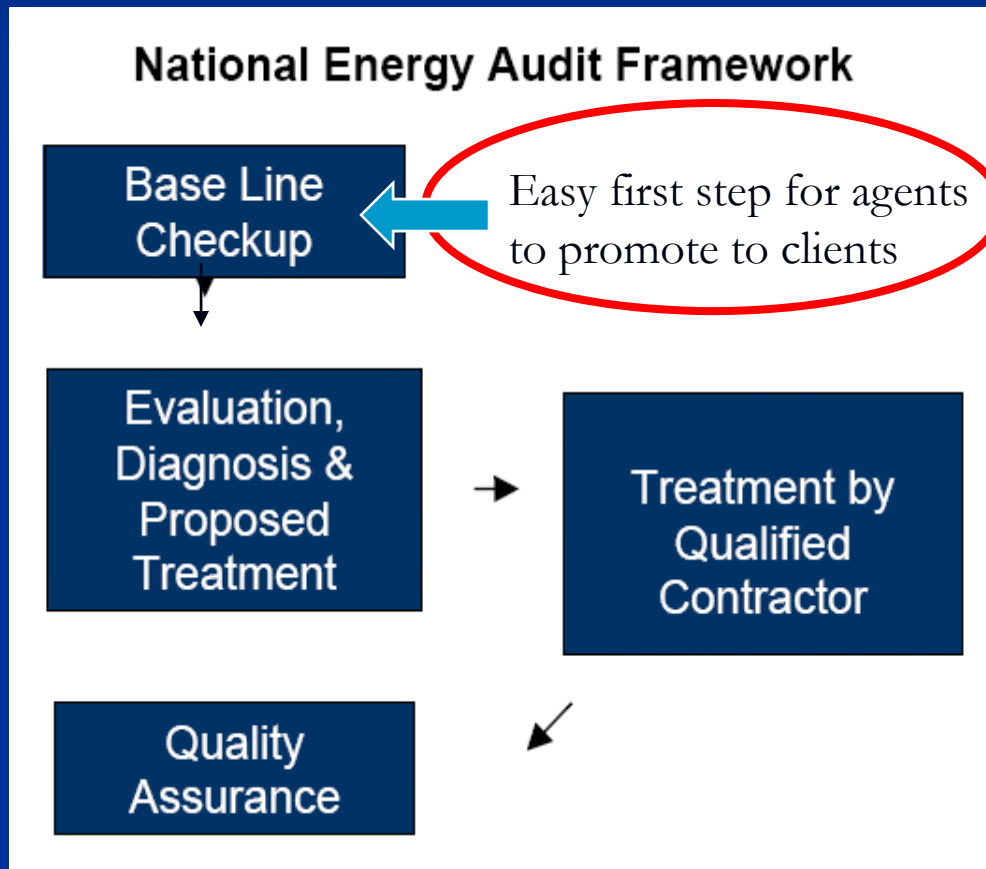 National Energy Audit Framework
Base Line
Checkup
Easy first step for agents
to promote to clients
Evaluation,
Diagnosis &
Proposed
Treatment
Treatment by
Qualified
Contractor
Quality
Assurance